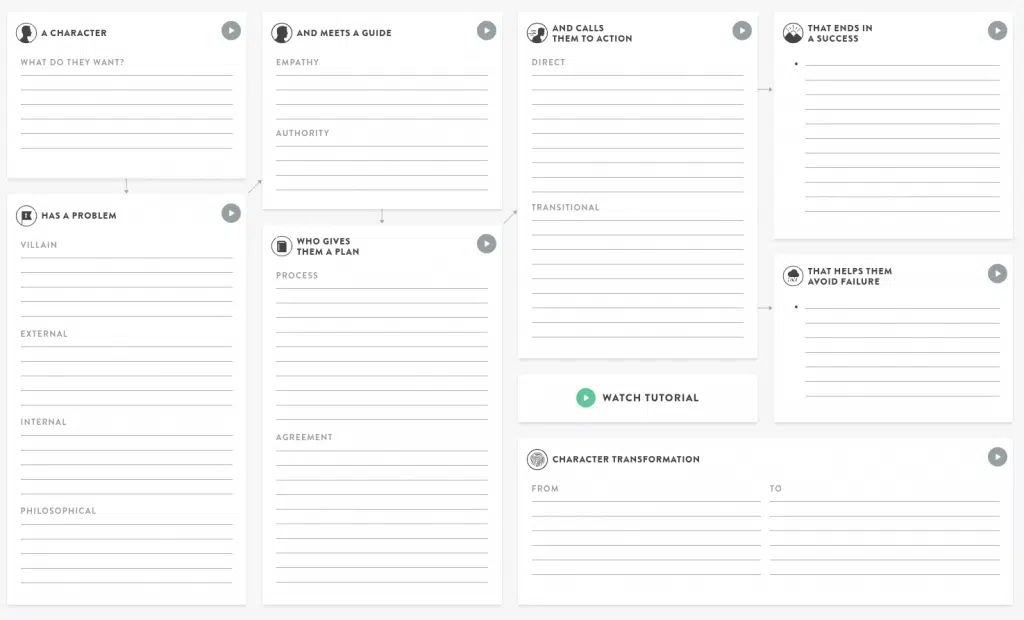 A CHARACTER
WHAT DO THEY WANT?
HAS A PROBLEM
VILLAIN
EXTERNAL
INTERNAL
PHILOSOPHICAL
AND MEETS A GUIDE
EMPATHY
AUTHORITY
WHO GIVES
THEM A PLAN
PROCESS
AGREEMENT
AND CALLS
THEM TO ACTION
DIRECT
TRANSITIONAL
WATCH TUTORIAL
THAT ENDS IN
A SUCCESS
THAT HELPS THEM
AVOID FAILURE
CHARACTER TRANSFORMATION
FROM
TO